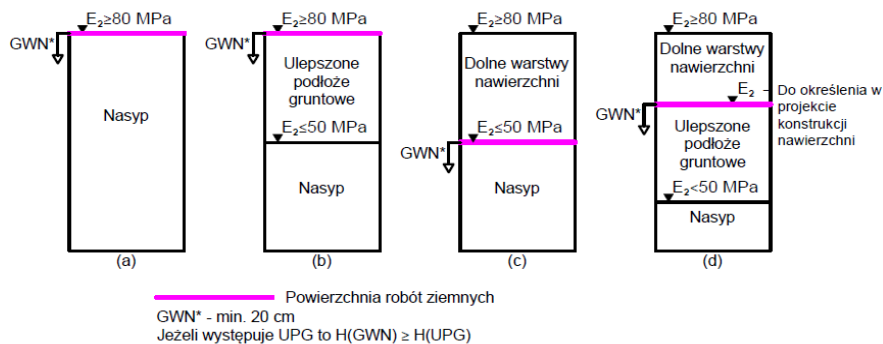 E₂≥80 MPa
GWN*
Nasyp
(a)
E₂≥80 MPa
GWN*
Ulepszone
podłoże
gruntowe
E₂≤50 MPa
Nasyp
(b)
E₂≥80 MPa
Dolne warstwy
nawierzchni
E₂≤50 MPa
GWN*
Nasyp
(c)
E₂≥80 MPa
Dolne warstwy
nawierzchni
E₂ – Do określenia w
projekcie
konstrukcji
nawierzchni
GWN*
Ulepszone
podłoże
gruntowe
E₂<50 MPa
Nasyp
(d)
Powierzchnia robót ziemnych
GWN* - min. 20 cm
Jeżeli występuje UPG to H(GWN) ≥ H(UPG)